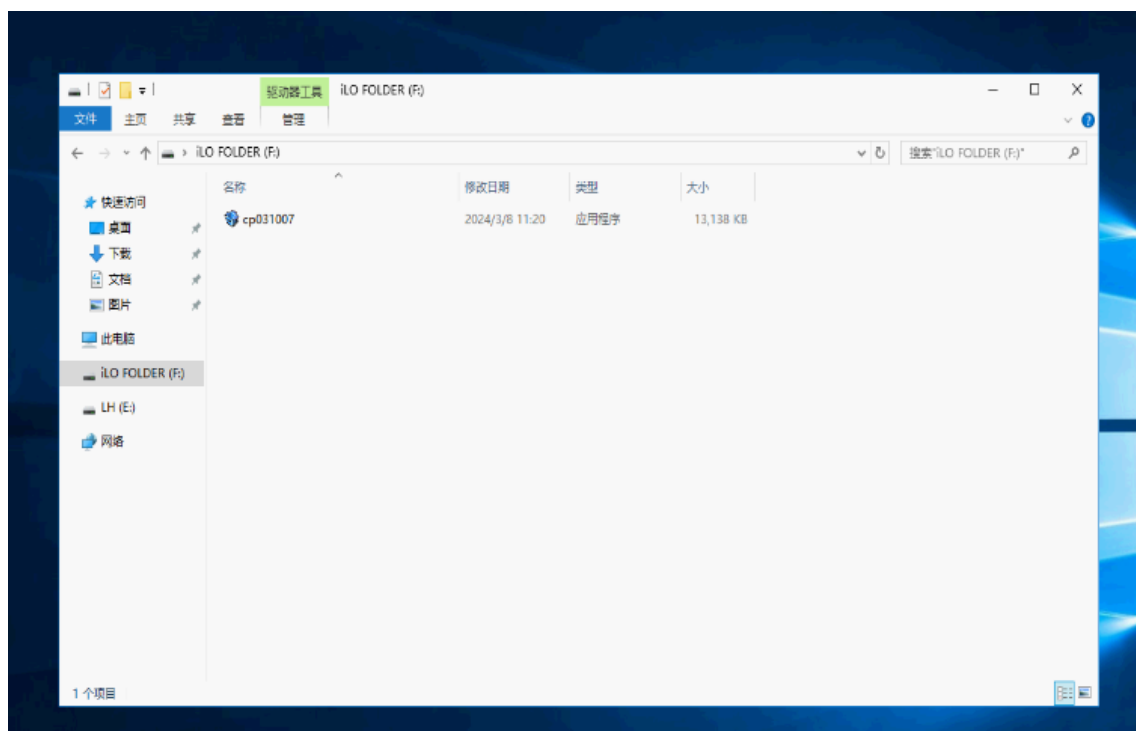 驱动器工具 iLO FOLDER (F:)
文件 主页 共享 查看 管理
iLO FOLDER (F:) 搜索"iLO FOLDER (F:)"
名称 修改日期 类型 大小
快速访问
cp031007 2024/3/8 11:20 应用程序 13,138 KB
桌面
下载
文档
图片
此电脑
iLO FOLDER (F:)
LH (E:)
网络
1 个项目